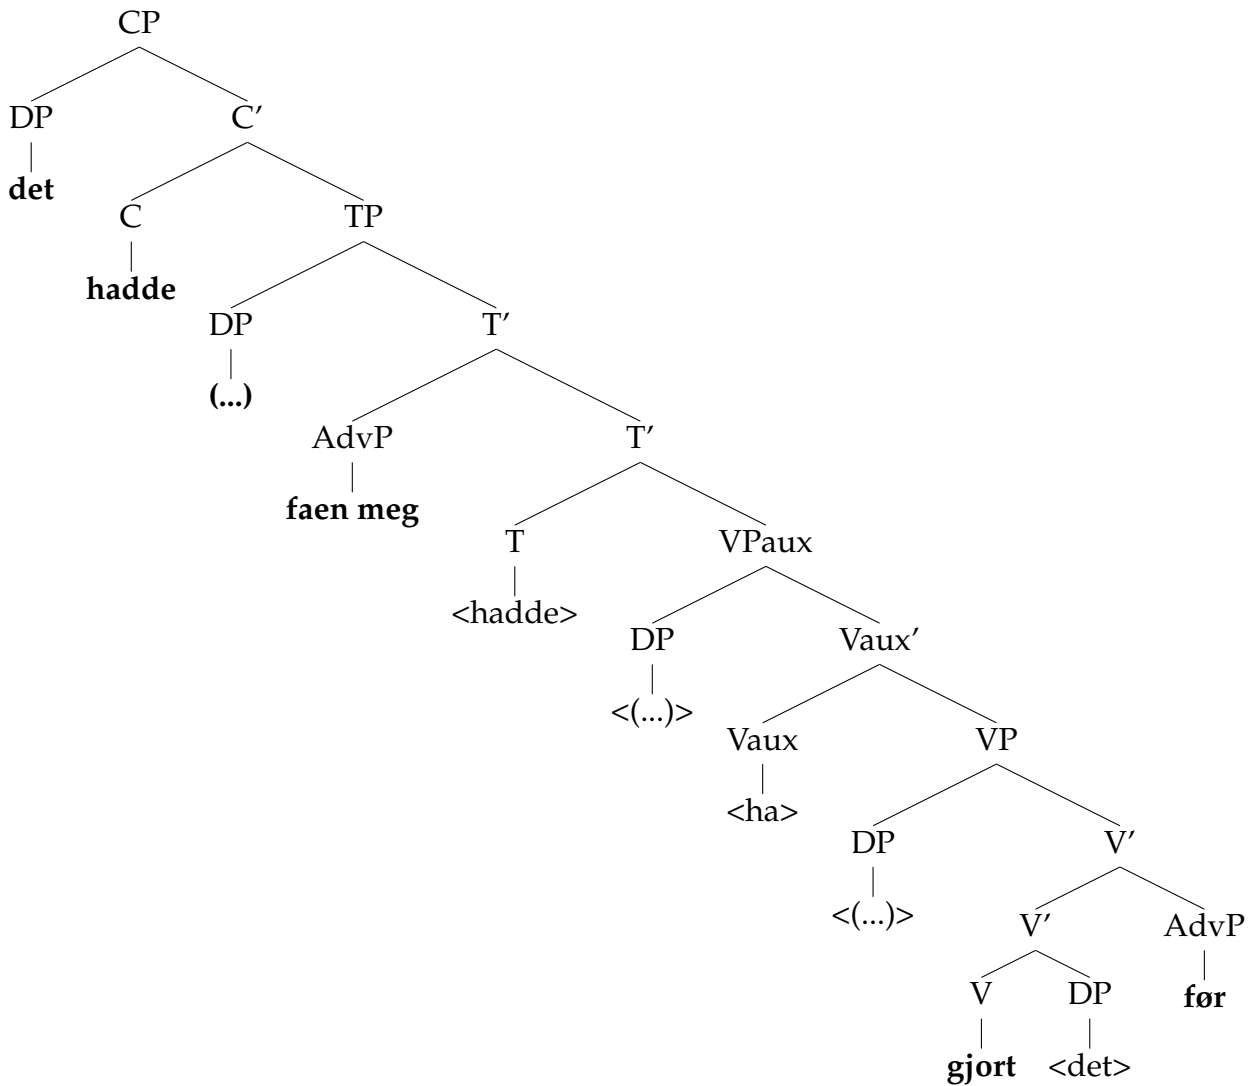 CP
DP C′
det
C TP
hadde
DP T′
(...)
AdvP T′
faen meg
T VPaux
<hadde>
DP Vaux′
<(...)>
Vaux VP
<ha>
DP V′
<(...)>
V′ AdvP
V DP før
gjort <det>